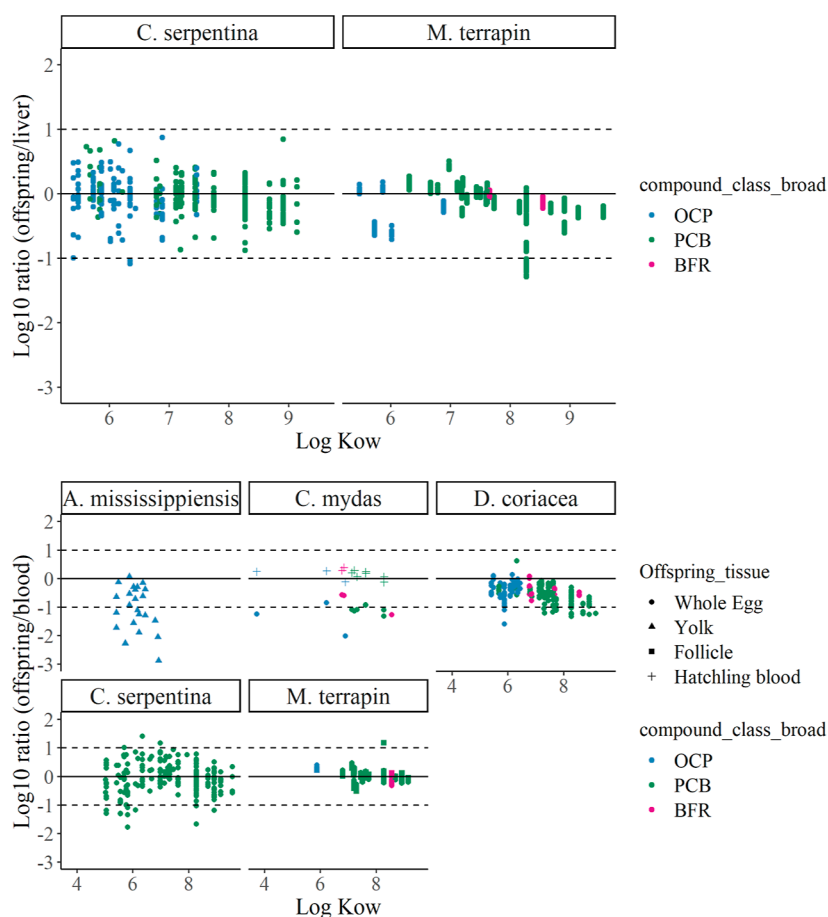 C. serpentina M. terrapin
2
1
0
-1
-2
-3
Log10 ratio (offspring/liver)
6 7 8 9 6 7 8 9
Log Kow
compound_class_broad
OCP
PCB
BFR
A. mississippiensis C. mydas D. coriacea
2
1
0
-1
-2
-3
4 6 8
C. serpentina M. terrapin
2
1
0
-1
-2
-3
Log10 ratio (offspring/blood)
4 6 8 4 6 8
Log Kow
Offspring_tissue
Whole Egg
Yolk
Follicle
Hatchling blood
compound_class_broad
OCP
PCB
BFR